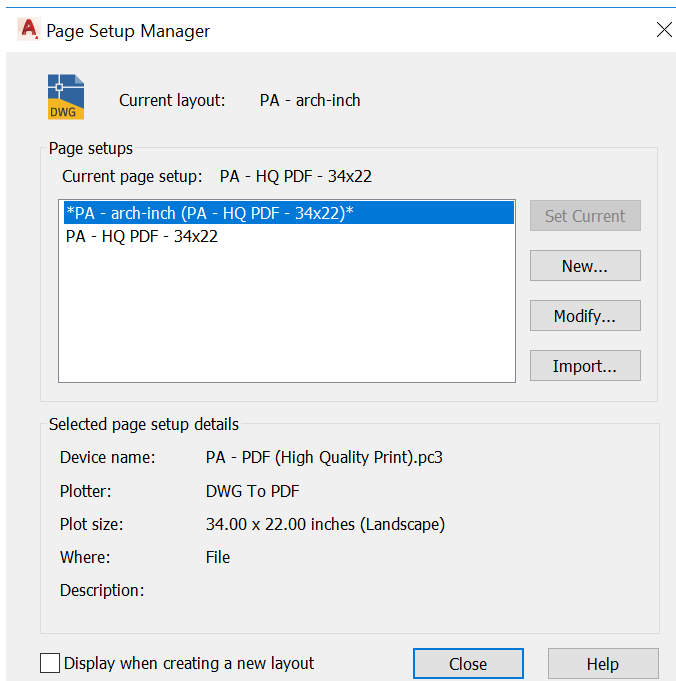 Page Setup Manager
DWG
Current layout: PA - arch-inch
Page setups
Current page setup: PA - HQ PDF - 34x22
*PA - arch-inch (PA - HQ PDF - 34x22)*
PA - HQ PDF - 34x22
Set Current
New...
Modify...
Import...
Selected page setup details
Device name: PA - PDF (High Quality Print).pc3
Plotter: DWG To PDF
Plot size: 34.00 x 22.00 inches (Landscape)
Where: File
Description:
Display when creating a new layout
Close
Help